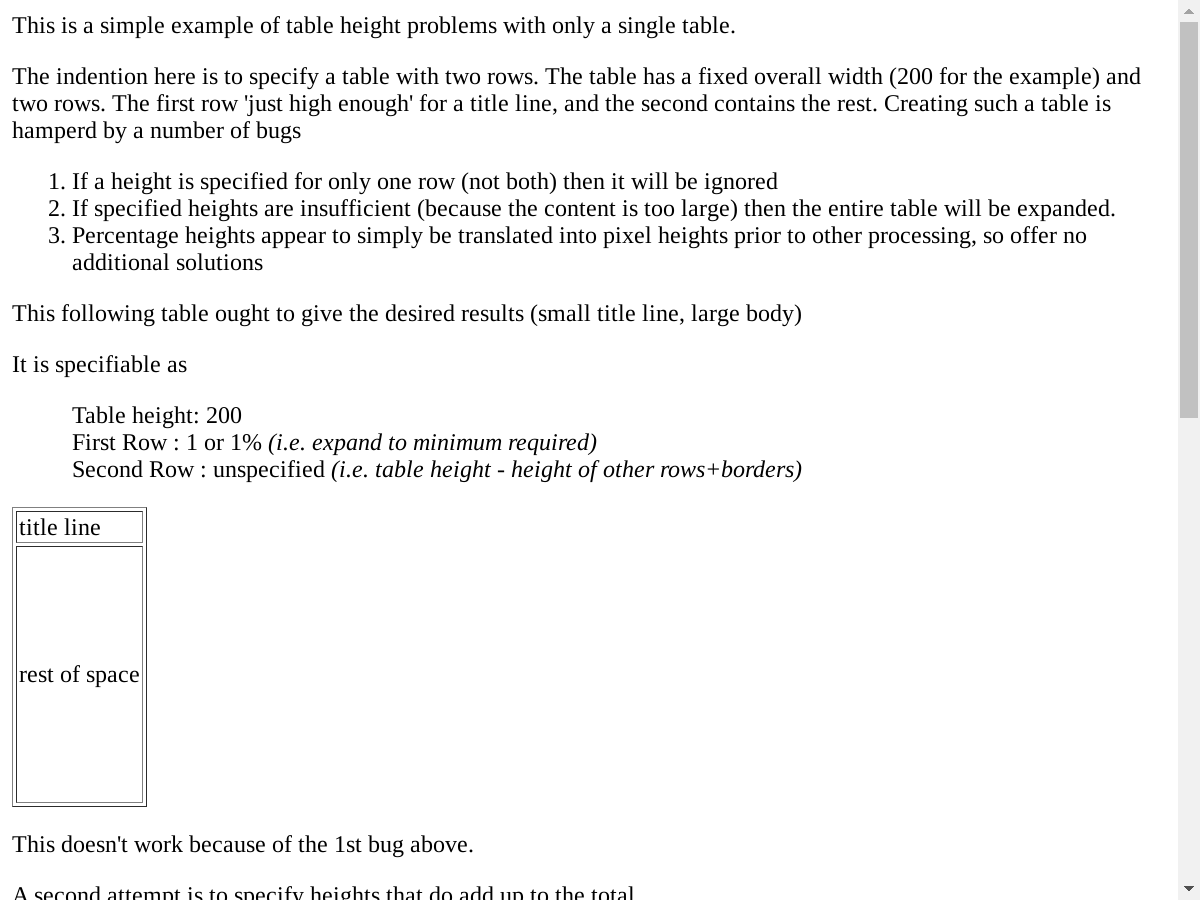 This is a simple example of table height problems with only a single table.
The indention here is to specify a table with two rows. The table has a fixed overall width (200 for the example) and
two rows. The first row 'just high enough' for a title line, and the second contains the rest. Creating such a table is
hamperd by a number of bugs
1. If a height is specified for only one row (not both) then it will be ignored
2. If specified heights are insufficient (because the content is too large) then the entire table will be expanded.
3. Percentage heights appear to simply be translated into pixel heights prior to other processing, so offer no
additional solutions
This following table ought to give the desired results (small title line, large body)
It is specifiable as
Table height: 200
First Row : 1 or 1% (i.e. expand to minimum required)
Second Row : unspecified (i.e. table height - height of other rows+borders)
title line
rest of space
This doesn't work because of the 1st bug above.
A second attempt is to specify heights that do add up to the total